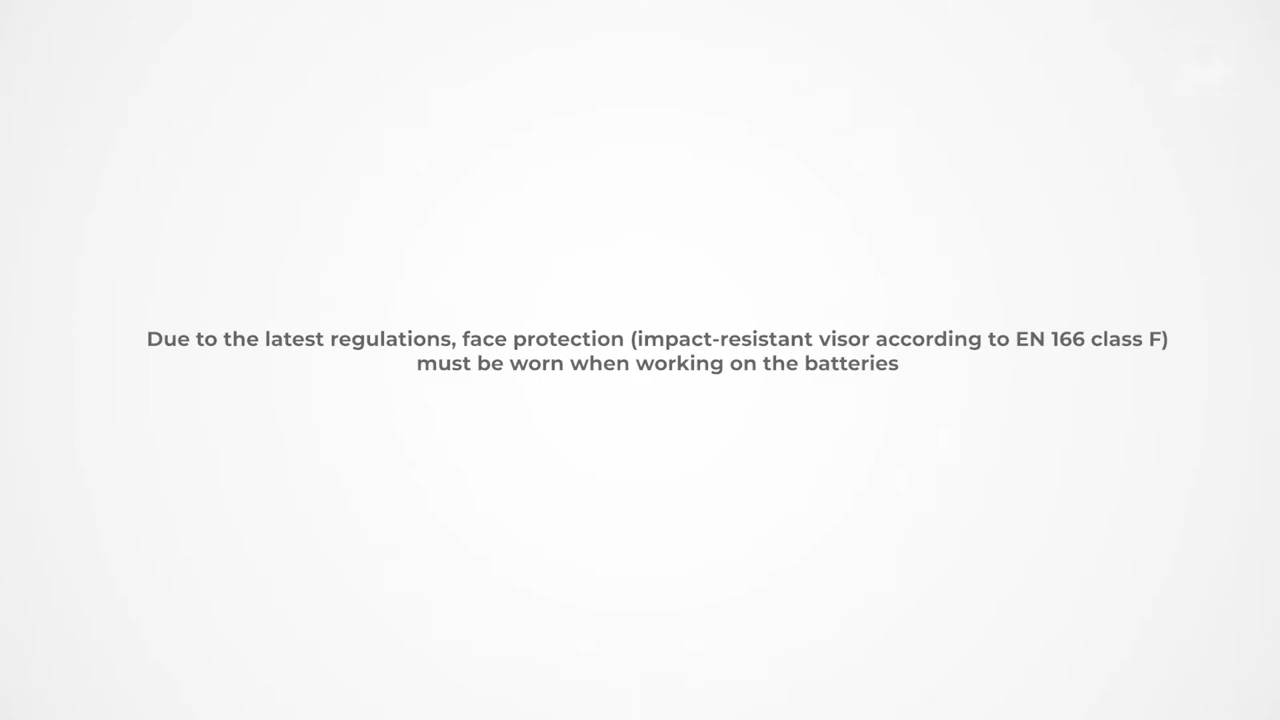 Due to the latest regulations, face protection (impact-resistant visor according to EN 166 class F)
must be worn when working on the batteries